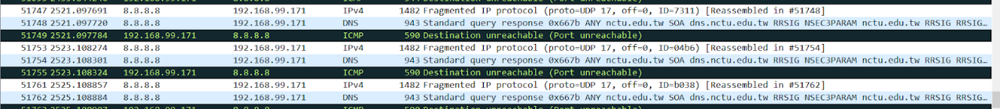 51747 2521.097691 8.8.8.8 192.168.99.171 IPv4 1482 Fragmented IP protocol (proto=UDP 17, off=0, ID=7311) [Reassembled in #51748]
51748 2521.097720 8.8.8.8 192.168.99.171 DNS 943 Standard query response 0x667b ANY nctu.edu.tw SOA dns.nctu.edu.tw RRSIG NSEC3PARAM nctu.edu.tw RRSIG RRSIG…
51749 2521.097784 192.168.99.171 8.8.8.8 ICMP 590 Destination unreachable (Port unreachable)
51753 2523.108274 8.8.8.8 192.168.99.171 IPv4 1482 Fragmented IP protocol (proto=UDP 17, off=0, ID=04b6) [Reassembled in #51754]
51754 2523.108301 8.8.8.8 192.168.99.171 DNS 943 Standard query response 0x667b ANY nctu.edu.tw SOA dns.nctu.edu.tw RRSIG NSEC3PARAM nctu.edu.tw RRSIG RRSIG…
51755 2523.108324 192.168.99.171 8.8.8.8 ICMP 590 Destination unreachable (Port unreachable)
51761 2525.108857 8.8.8.8 192.168.99.171 IPv4 1482 Fragmented IP protocol (proto=UDP 17, off=0, ID=b038) [Reassembled in #51762]
51762 2525.108884 8.8.8.8 192.168.99.171 DNS 943 Standard query response 0x667b ANY nctu.edu.tw SOA dns.nctu.edu.tw RRSIG NSEC3PARAM nctu.edu.tw RRSIG RRSIG…